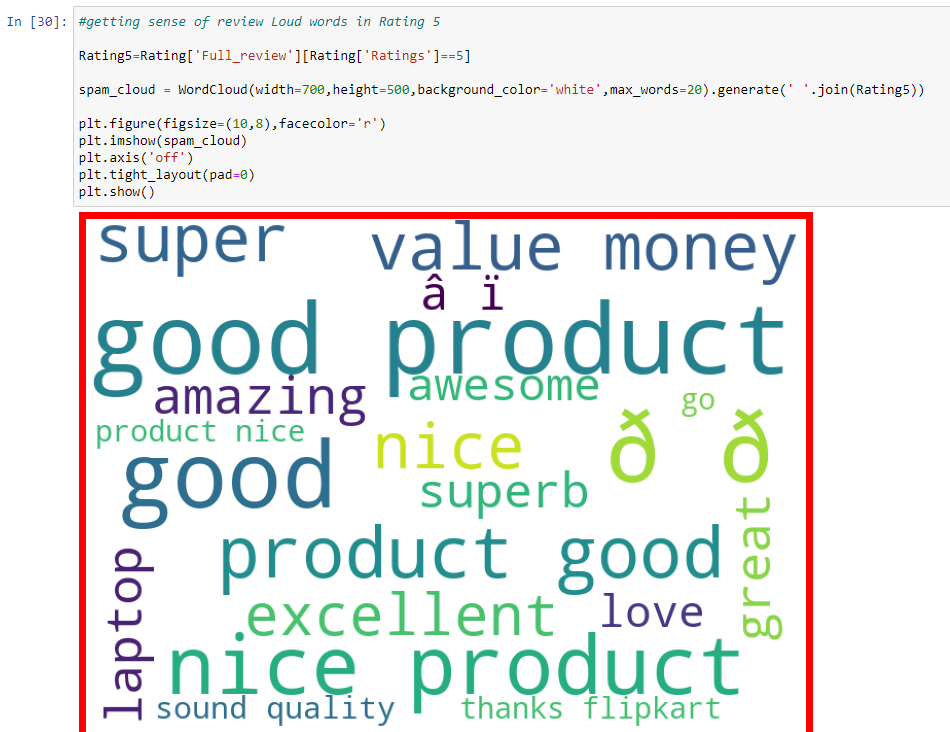 In [30]: #getting sense of review Loud words in Rating 5
Rating5=Rating['Full_review'][Rating['Ratings']==5]
spam_cloud = WordCloud(width=700,height=500,background_color='white',max_words=20).generate(' '.join(Rating5))
plt.figure(figsize=(10,8),facecolor='r')
plt.imshow(spam_cloud)
plt.axis('off')
plt.tight_layout(pad=0)
plt.show()
super
value money
â ï
good product
amazing
awesome
go
product nice
nice
ð ð
good
superb
great
product good
laptop
excellent
love
nice product
sound quality
thanks flipkart